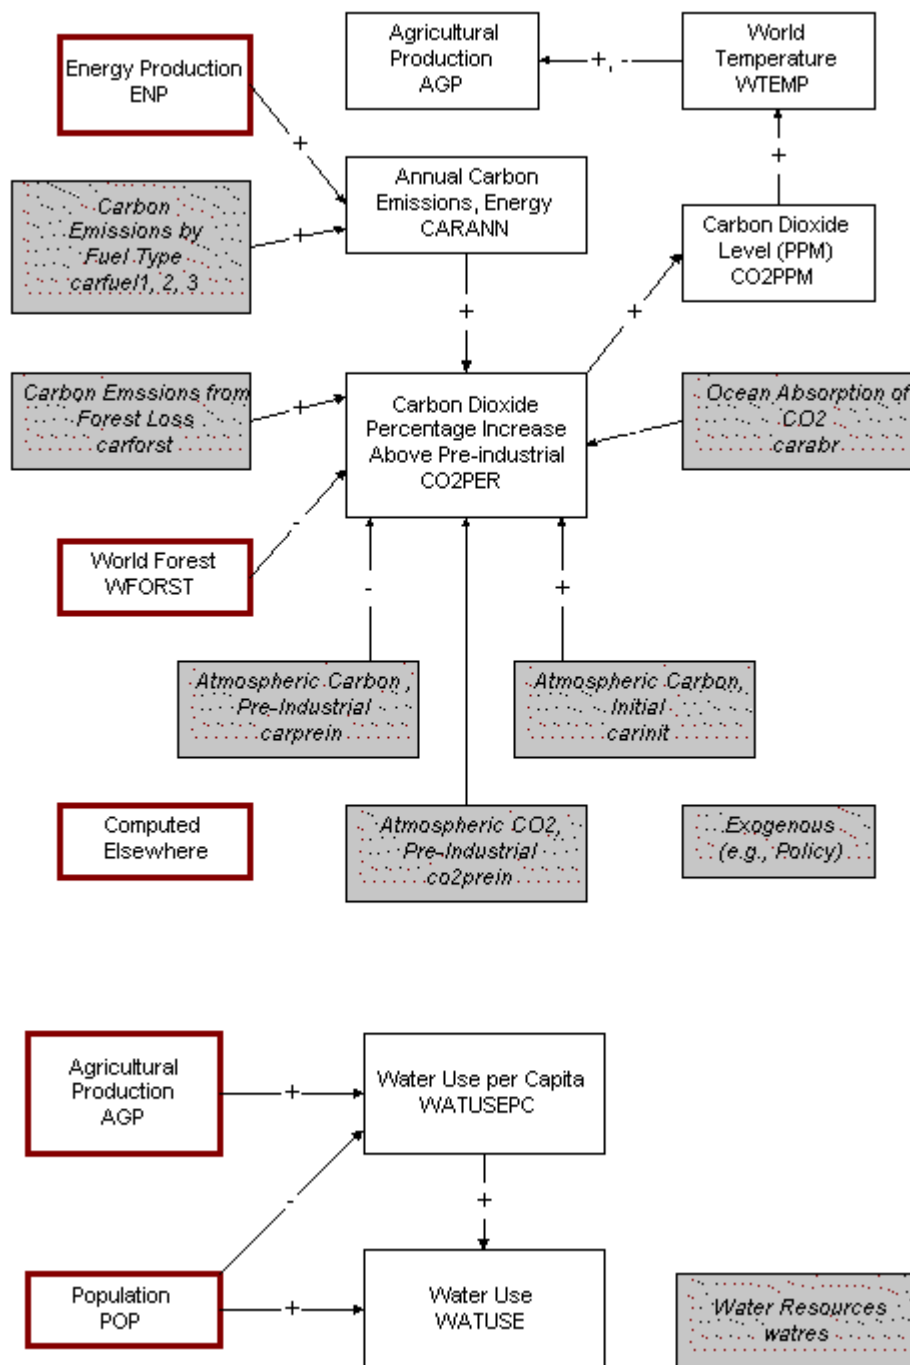 Energy Production
ENP
Agricultural
Production
AGP
+, -
World
Temperature
WTEMP
+
+
Carbon
Emissions by
Fuel Type
carfuel1, 2, 3
+
Annual Carbon
Emissions, Energy
CARANN
Carbon Dioxide
Level (PPM)
CO2PPM
+
+
Carbon Emssions from
Forest Loss
carforst
+
Carbon Dioxide
Percentage Increase
Above Pre-industrial
CO2PER
Ocean Absorption of
CO2
carabr
-
World Forest
WFORST
-
+
Atmospheric Carbon ,
Pre-Industrial
carprein
Atmospheric Carbon,
Initial
carinit
Computed
Elsewhere
Atmospheric CO2,
Pre-Industrial
co2prein
Exogenous
(e.g., Policy)
Agricultural
Production
AGP
+
Water Use per Capita
WATUSEPC
-
+
Population
POP
+
Water Use
WATUSE
Water Resources
watres